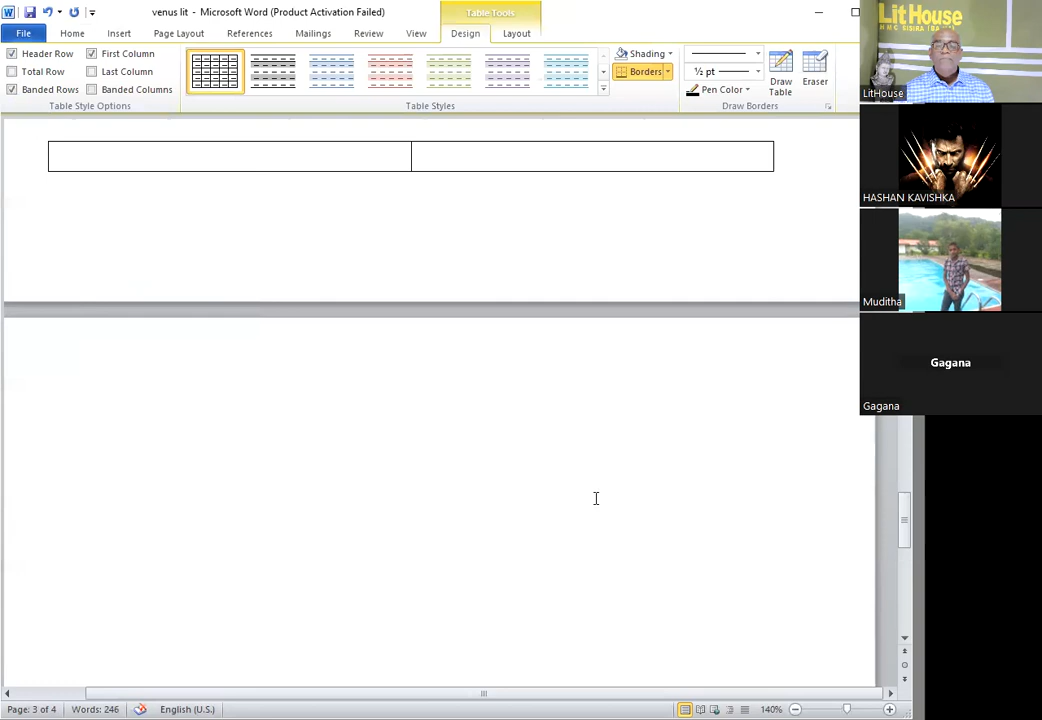 venus lit - Microsoft Word (Product Activation Failed)
Table Tools
File Home Insert Page Layout References Mailings Review View Design Layout
Header Row First Column
Total Row Last Column
Banded Rows Banded Columns
Table Style Options
Table Styles
Shading
Borders
½ pt
Pen Color
Draw Table
Eraser
Draw Borders
LitHouse
LitHouse
HASHAN KAVISHKA
Muditha
Gagana
Gagana
Page: 3 of 4 Words: 246 English (U.S.) 140%